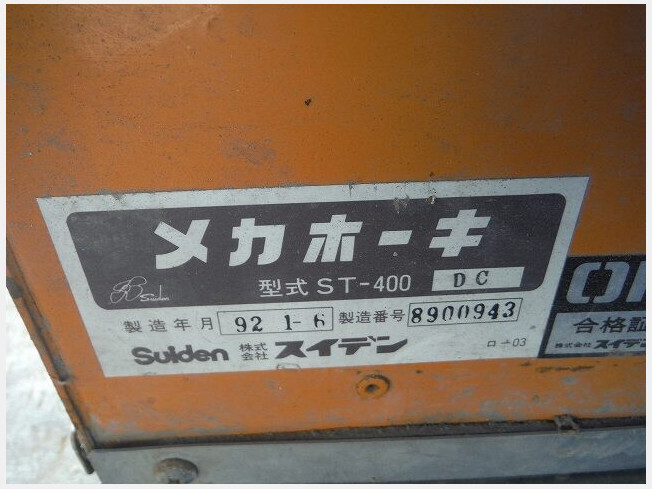 メカホーキ
Suiden
型式 ST-400 DC
製造年月 92 1-6 製造番号 8900943
Suiden 株式会社 スイデン ロ-03
合格証
株式会社 スイデン